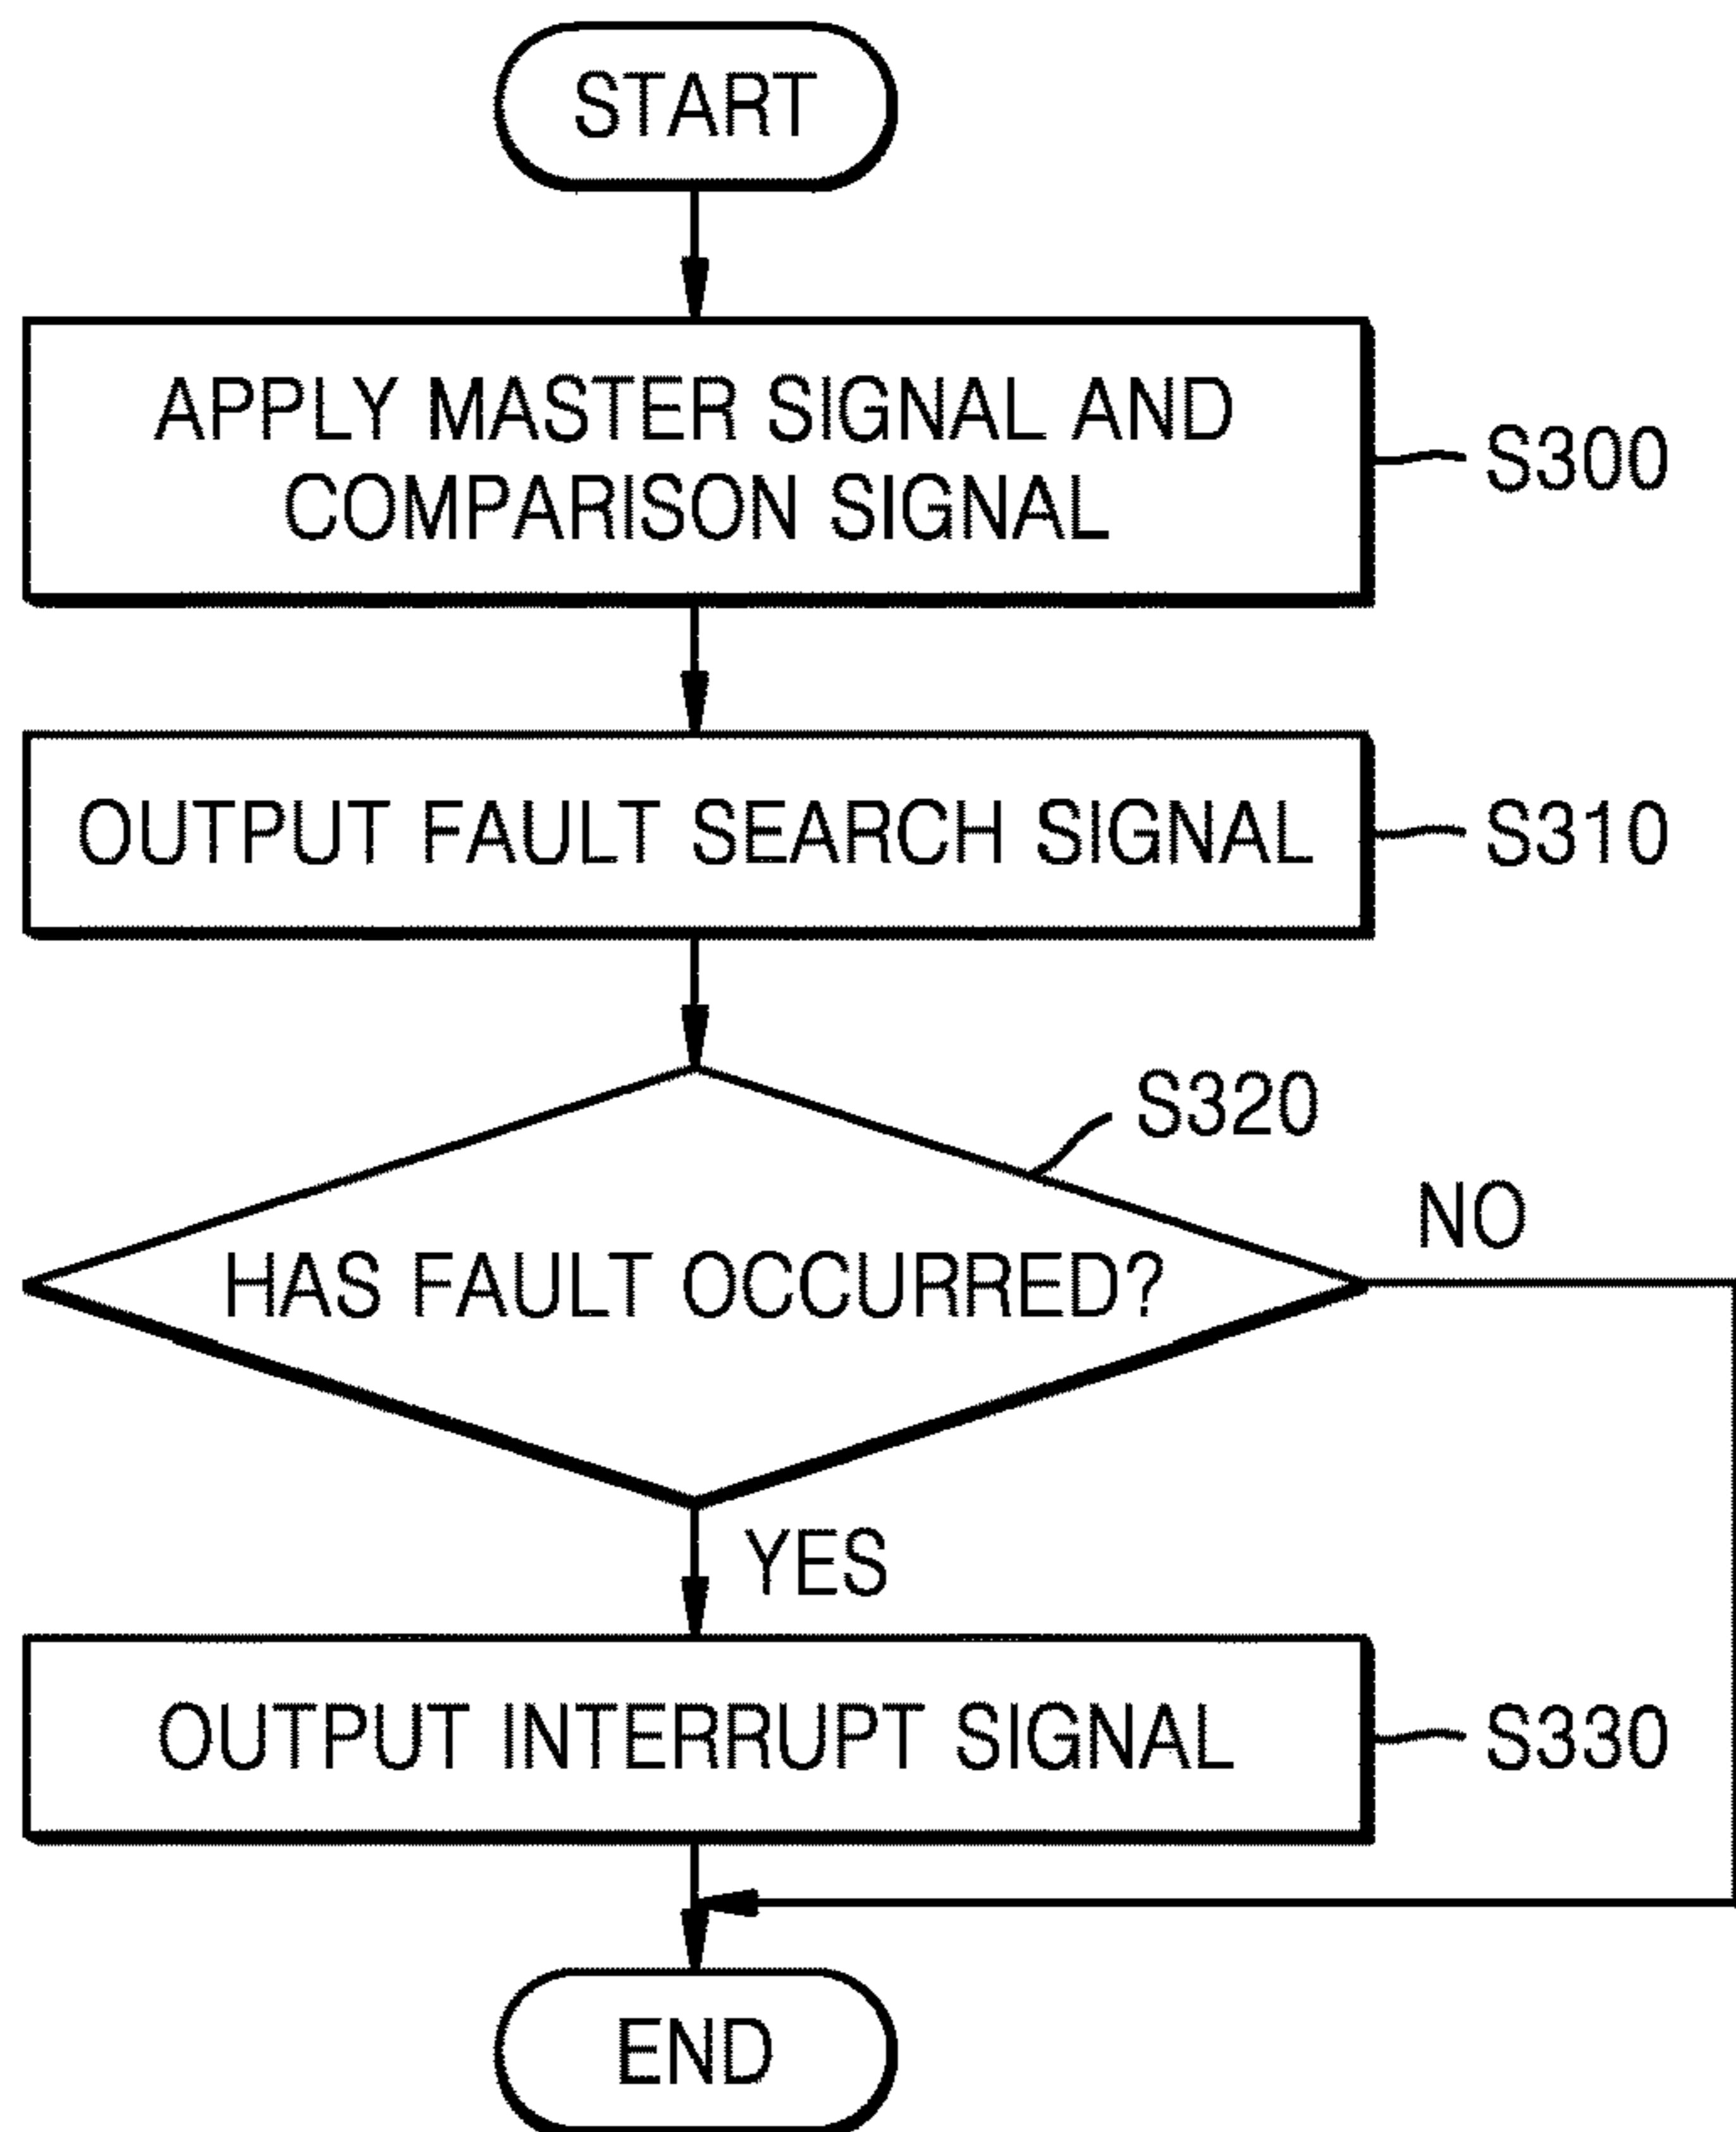 START
APPLY MASTER SIGNAL AND
COMPARISON SIGNAL
S300
OUTPUT FAULT SEARCH SIGNAL
S310
S320
HAS FAULT OCCURRED?
NO
YES
OUTPUT INTERRUPT SIGNAL
S330
END